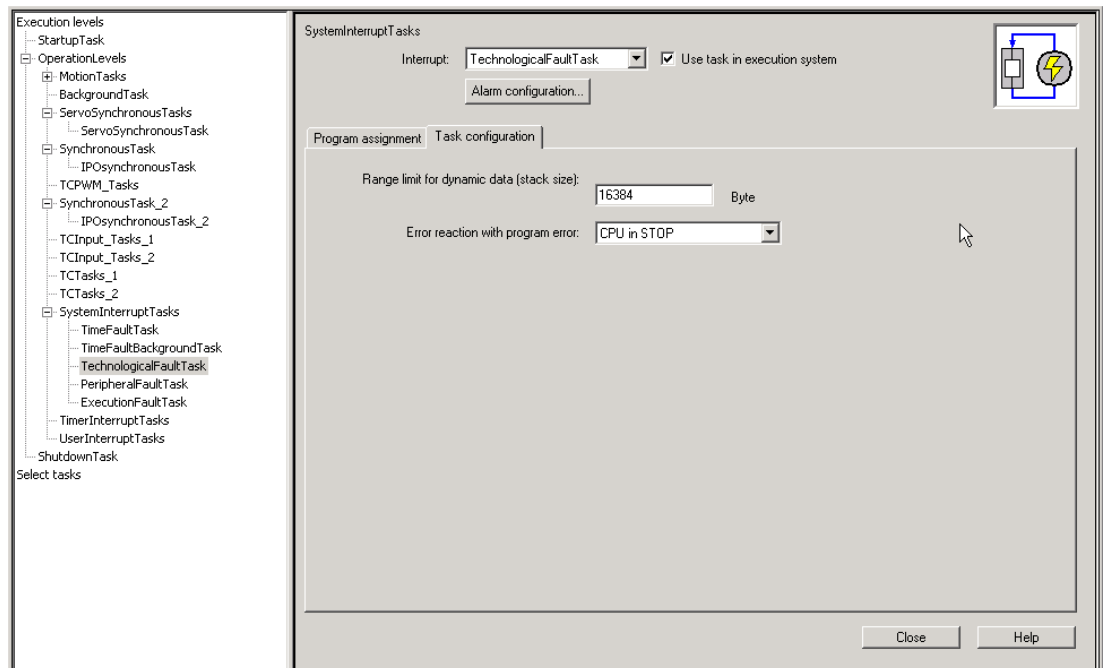 Execution levels
StartupTask
OperationLevels
MotionTasks
BackgroundTask
ServoSynchronousTasks
ServoSynchronousTask
SynchronousTask
IPOsynchronousTask
TCPWM_Tasks
SynchronousTask_2
IPOsynchronousTask_2
TCInput_Tasks_1
TCInput_Tasks_2
TCTasks_1
TCTasks_2
SystemInterruptTasks
TimeFaultTask
TimeFaultBackgroundTask
TechnologicalFaultTask
PeripheralFaultTask
ExecutionFaultTask
TimerInterruptTasks
UserInterruptTasks
ShutdownTask
Select tasks
SystemInterruptTasks
Interrupt: TechnologicalFaultTask Use task in execution system
Alarm configuration...
Program assignment Task configuration
Range limit for dynamic data (stack size): 16384 Byte
Error reaction with program error: CPU in STOP
Close Help